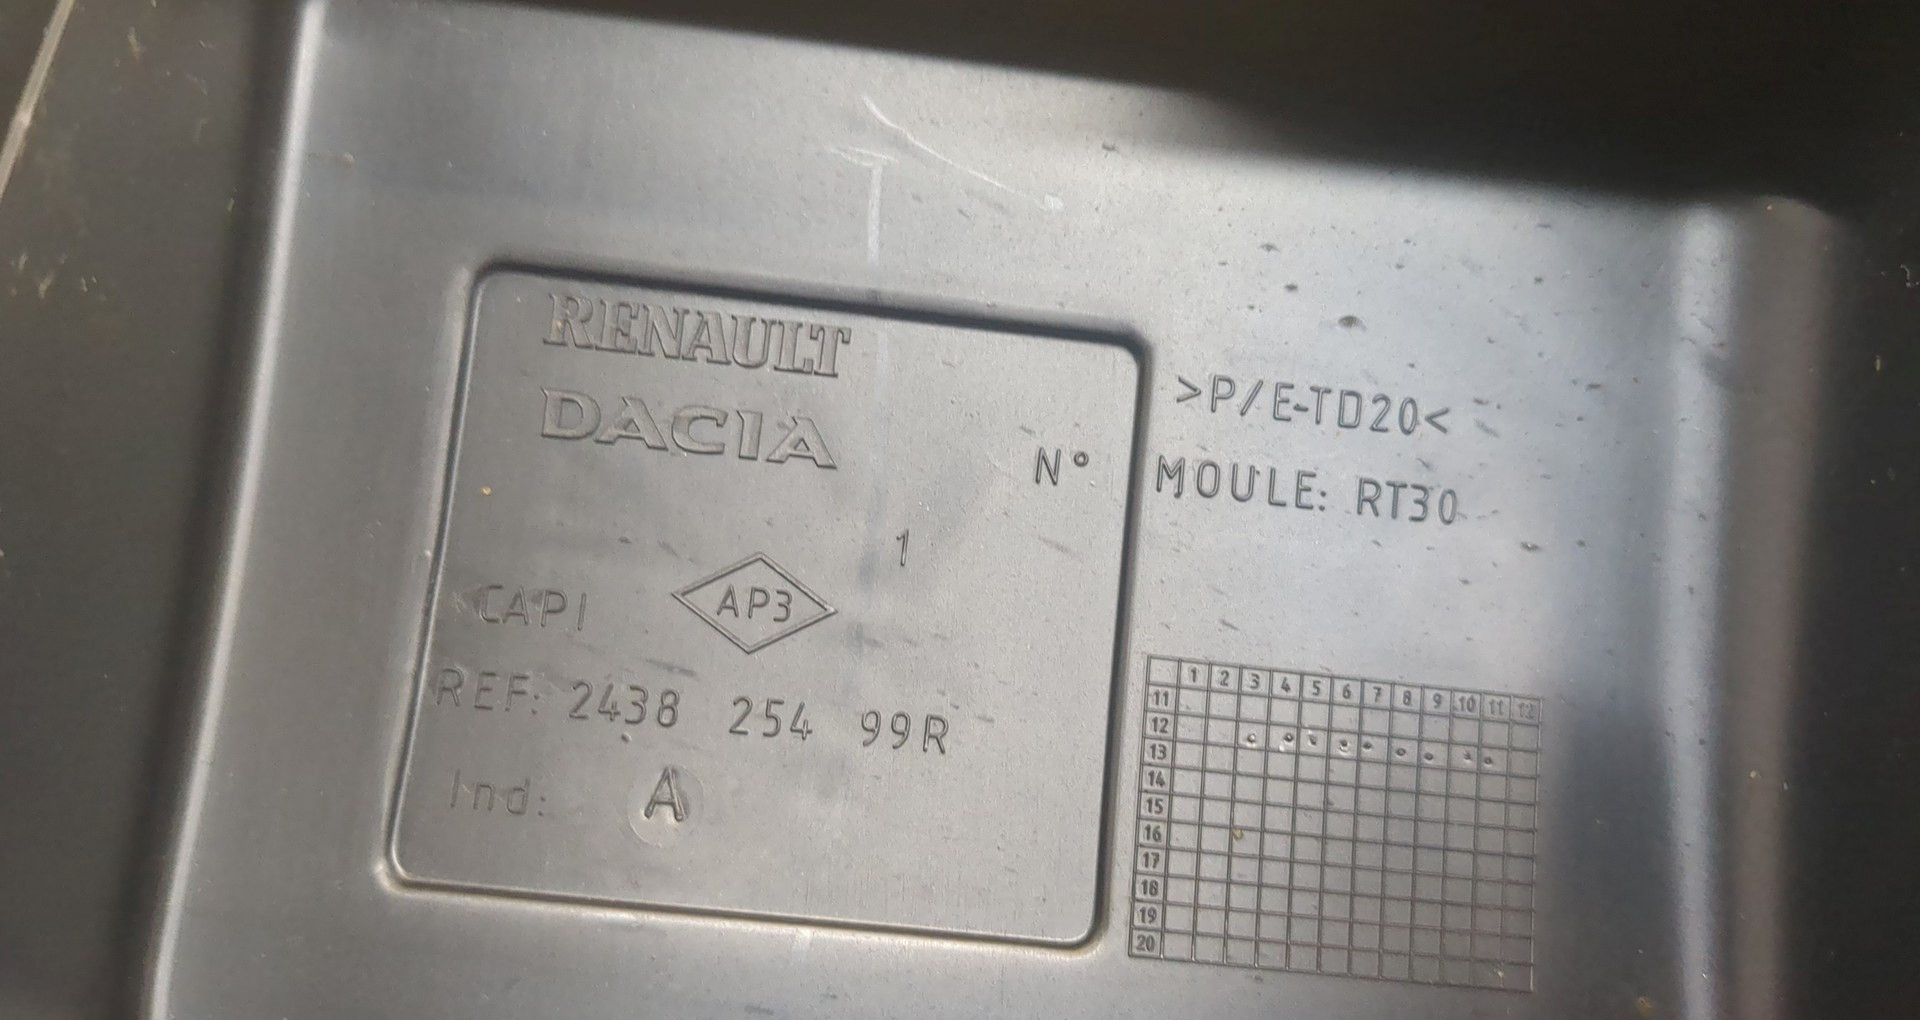 RENAULT
DACIA
N°
1
CAPI
AP3
REF: 2438 254 99R
Ind: A
>P/E-TD20<
MOULE: RT30
1 2 3 4 5 6 7 8 9 10 11 12
11
12
13
14
15
16
17
18
19
20